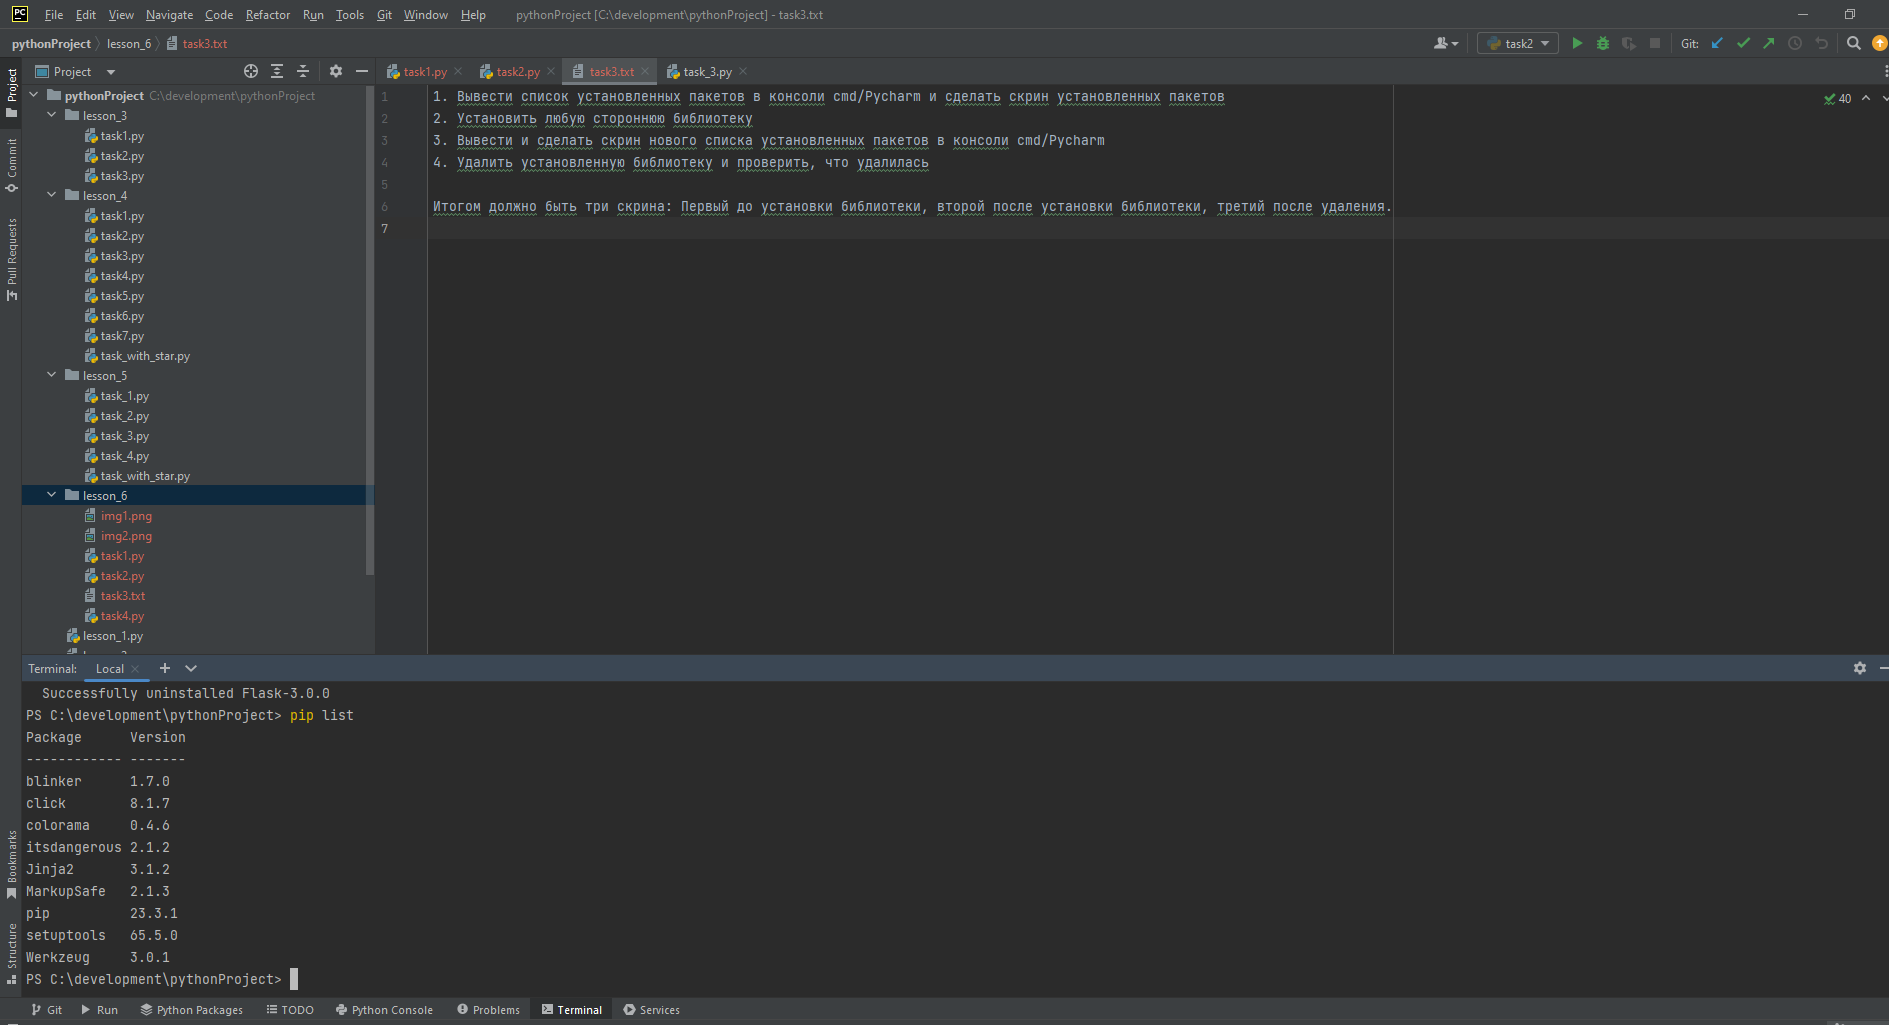 PC File Edit View Navigate Code Refactor Run Tools Git Window Help pythonProject [C:\development\pythonProject] - task3.txt
pythonProject lesson_6 task3.txt
task2 Git:
Project
task1.py task2.py task3.txt task_3.py
Project
Commit
Pull Requests
Bookmarks
Structure
pythonProject C:\development\pythonProject
lesson_3
task1.py
task2.py
task3.py
lesson_4
task1.py
task2.py
task3.py
task4.py
task5.py
task6.py
task7.py
task_with_star.py
lesson_5
task_1.py
task_2.py
task_3.py
task_4.py
task_with_star.py
lesson_6
img1.png
img2.png
task1.py
task2.py
task3.txt
task4.py
lesson_1.py
1 1. Вывести список установленных пакетов в консоли cmd/Pycharm и сделать скрин установленных пакетов
2 2. Установить любую стороннюю библиотеку
3 3. Вывести и сделать скрин нового списка установленных пакетов в консоли cmd/Pycharm
4 4. Удалить установленную библиотеку и проверить, что удалилась
5
6 Итогом должно быть три скрина: Первый до установки библиотеки, второй после установки библиотеки, третий после удаления.
7
40
Terminal: Local
Successfully uninstalled Flask-3.0.0
PS C:\development\pythonProject> pip list
Package Version
------------ -------
blinker 1.7.0
click 8.1.7
colorama 0.4.6
itsdangerous 2.1.2
Jinja2 3.1.2
MarkupSafe 2.1.3
pip 23.3.1
setuptools 65.5.0
Werkzeug 3.0.1
PS C:\development\pythonProject>
Git Run Python Packages TODO Python Console Problems Terminal Services